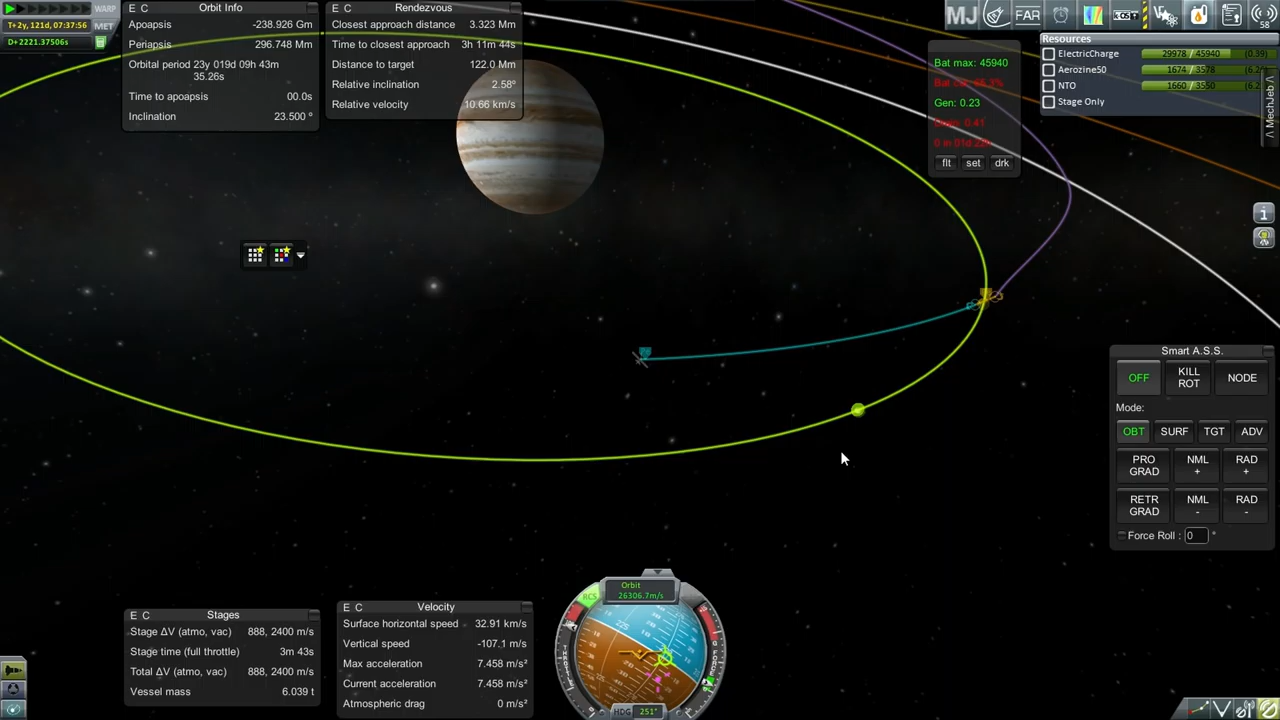 WARP
T+2y, 121d, 07:37:56
MET
D+2221.37506s
E C Orbit Info
Apoapsis -238.926 Gm
Periapsis 296.748 Mm
Orbital period 23y 019d 09h 43m
35.26s
Time to apoapsis 00.0s
Inclination 23.500 º
E C Rendezvous
Closest approach distance 3.323 Mm
Time to closest approach 3h 11m 44s
Distance to target 122.0 Mm
Relative inclination 2.58º
Relative velocity 10.66 km/s
MJ
FAR
58
Bat max: 45940
Gen: 0.23
flt set drk
Resources
ElectricCharge 29978 / 45940 (0.39)
Aerozine50 1674 / 3578
NTO 1660 / 3550
Stage Only
MechJeb
Smart A.S.S.
OFF KILL ROT NODE
Mode:
OBT SURF TGT ADV
PRO GRAD NML + RAD +
RETR GRAD NML - RAD -
Force Roll : 0 °
E C Stages
Stage ΔV (atmo, vac) 888, 2400 m/s
Stage time (full throttle) 3m 43s
Total ΔV (atmo, vac) 888, 2400 m/s
Vessel mass 6.039 t
E C Velocity
Surface horizontal speed 32.91 km/s
Vertical speed -107.1 m/s
Max acceleration 7.458 m/s²
Current acceleration 7.458 m/s²
Atmospheric drag 0 m/s²
Orbit
26306.7m/s
RCS
225
HDG 251°